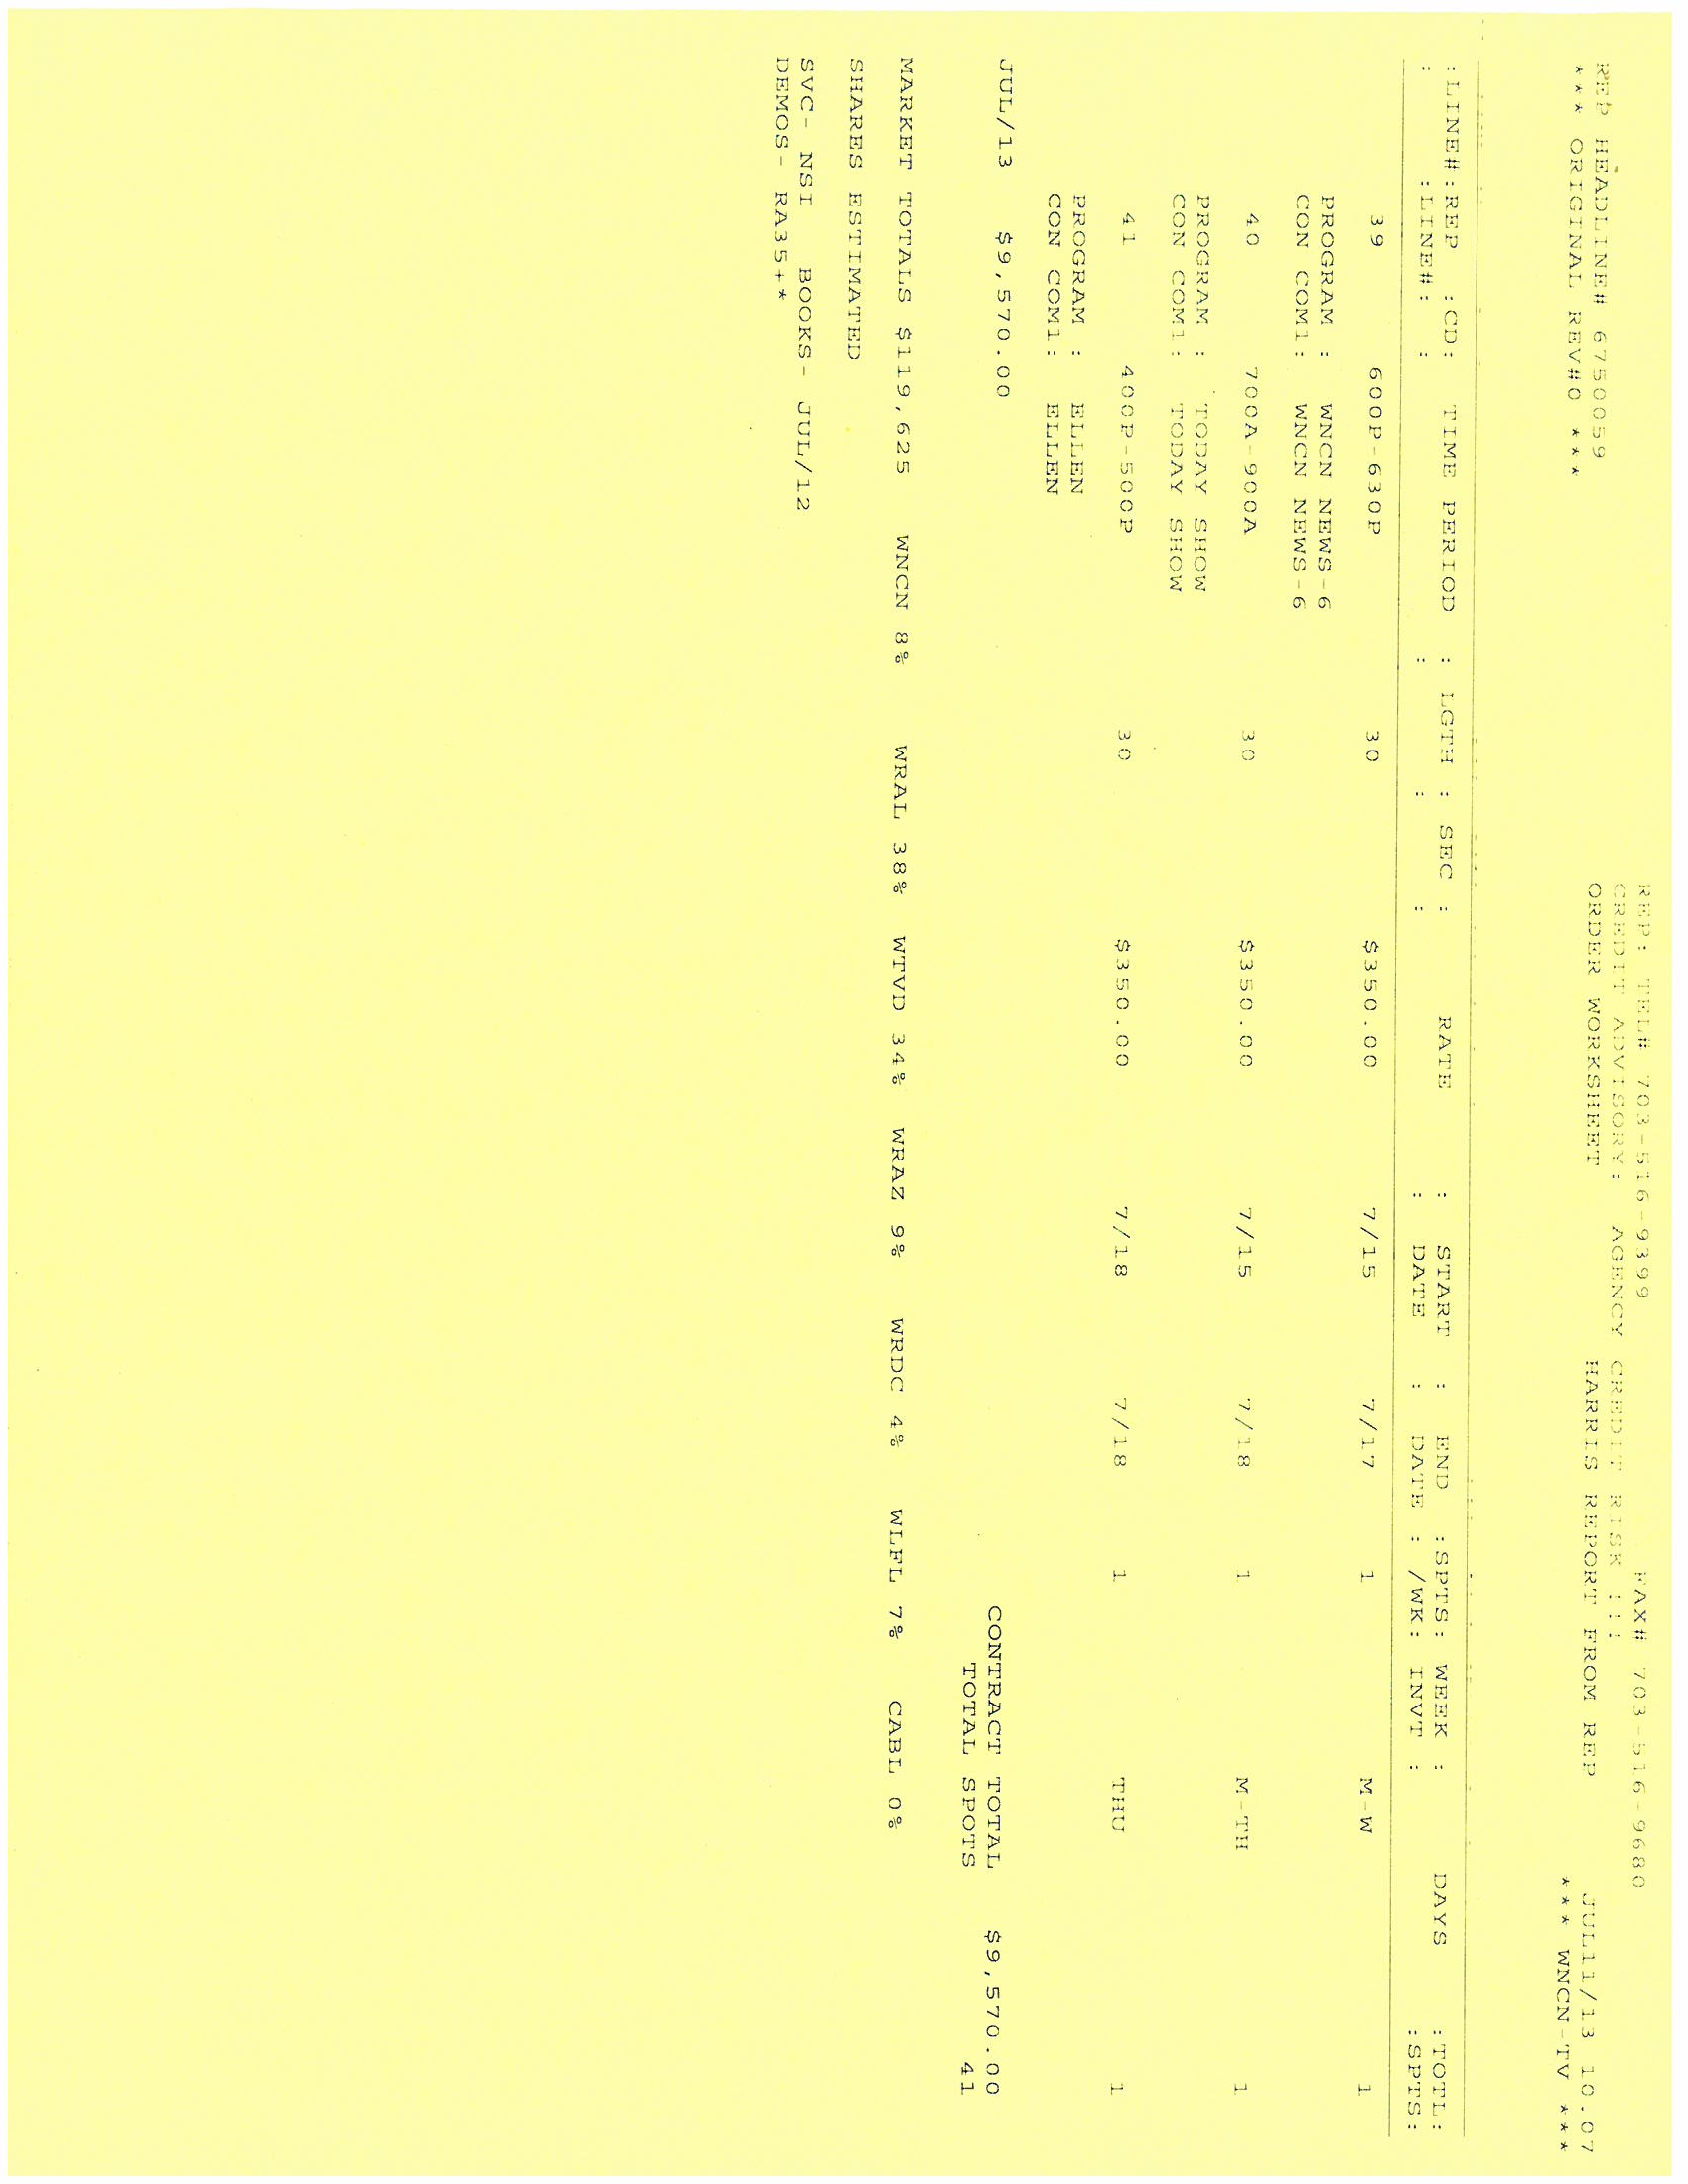 REP: TEL# 703-516-9399 FAX# 703-516-9680
CREDIT ADVISORY: AGENCY CREDIT RISK !!!
ORDER WORKSHEET HARRIS REPORT FROM REP JUL11/13 10.07
REP HEADLINE# 6750059
*** ORIGINAL REV#0 *** *** WNCN-TV ***
:LINE#:REP :CD: TIME PERIOD : LGTH : SEC : RATE : START : END :SPTS: WEEK : DAYS :TOTL:
: :LINE#: : : : : : DATE : DATE : /WK: INVT : :SPTS:
39 600P-630P 30 $350.00 7/15 7/17 1 M-W 1
PROGRAM : WNCN NEWS-6
CON COM1: WNCN NEWS-6
40 700A-900A 30 $350.00 7/15 7/18 1 M-TH 1
PROGRAM : TODAY SHOW
CON COM1: TODAY SHOW
41 400P-500P 30 $350.00 7/18 7/18 1 THU 1
PROGRAM : ELLEN
CON COM1: ELLEN
JUL/13 $9,570.00 CONTRACT TOTAL $9,570.00
TOTAL SPOTS 41
MARKET TOTALS $119,625 WNCN 8% WRAL 38% WTVD 34% WRAZ 9% WRDC 4% WLFL 7% CABL 0%
SHARES ESTIMATED
SVC- NSI BOOKS- JUL/12
DEMOS- RA35+*